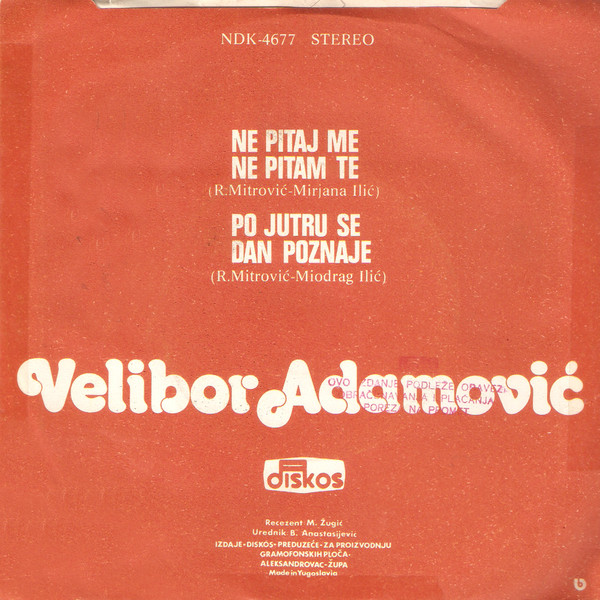 NDK-4677 STEREO
NE PITAJ ME
NE PITAM TE
(R.Mitrović-Mirjana Ilić)
PO JUTRU SE
DAN POZNAJE
(R.Mitrović-Miodrag Ilić)
Velibor Adamović
OVO IZDANJE PODLEŽE OBAVEZI
OBRAČUNAVANJA I PLAĆANJA
POREZA NA PROMET
diskos
Recezent M. Žugić
Urednik B. Anastasijević
IZDAJE-DISKOS-PREDUZEĆE-ZA PROIZVODNJU
GRAMOFONSKIH PLOČA-
ALEKSANDROVAC-ŽUPA
Made in Yugoslavia
b